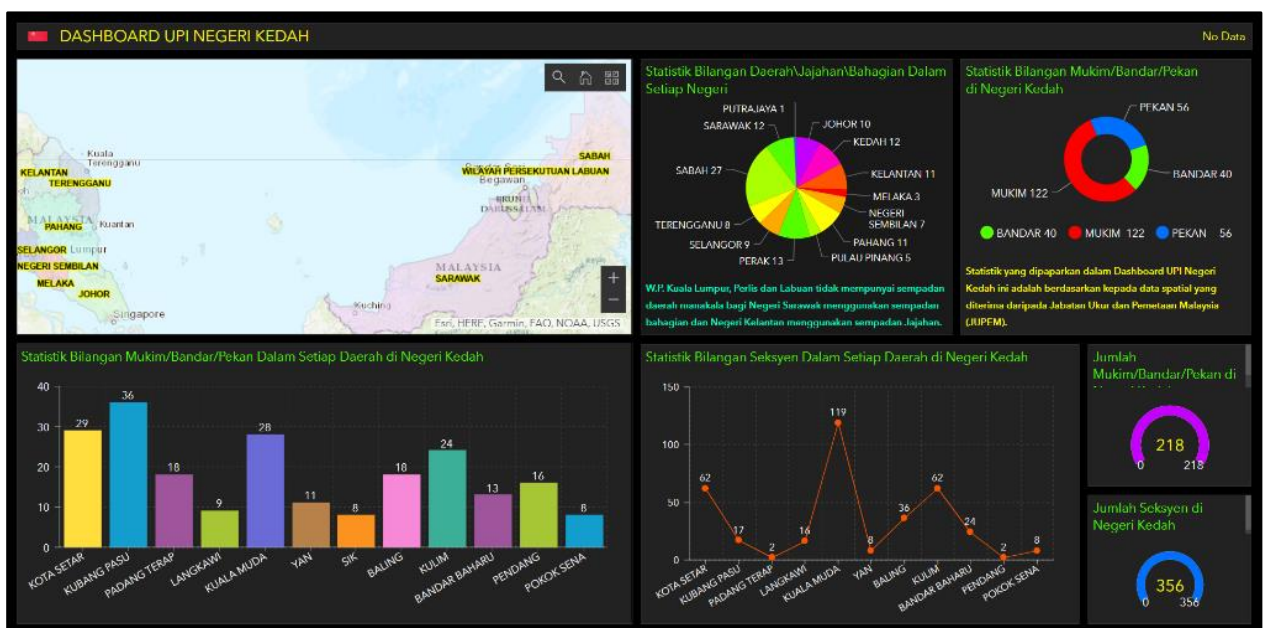 DASHBOARD UPI NEGERI KEDAH
No Data
Kuala
Terengganu
KELANTAN
TERENGGANU
MALAYSIA
PAHANG
Kuantan
SELANGOR
Lumpur
NEGERI SEMBILAN
MELAKA
JOHOR
Singapore
SABAH
WILAYAH PERSEKUTUAN LABUAN
Begawan
BRUNEI
DARUSSALAM
MALAYSIA
SARAWAK
Kuching
+
−
Esri, HERE, Garmin, FAO, NOAA, USGS
Statistik Bilangan Daerah\Jajahan\Bahagian Dalam
Setiap Negeri
PUTRAJAYA 1
SARAWAK 12
JOHOR 10
KEDAH 12
SABAH 27
KELANTAN 11
MELAKA 3
NEGERI
SEMBILAN 7
TERENGGANU 8
PAHANG 11
SELANGOR 9
PULAU PINANG 5
PERAK 13
W.P. Kuala Lumpur, Perlis dan Labuan tidak mempunyai sempadan
daerah manakala bagi Negeri Sarawak menggunakan sempadan
bahagian dan Negeri Kelantan menggunakan sempadan Jajahan.
Statistik Bilangan Mukim/Bandar/Pekan
di Negeri Kedah
PEKAN 56
BANDAR 40
MUKIM 122
BANDAR 40 MUKIM 122 PEKAN 56
Statistik yang dipaparkan dalam Dashboard UPI Negeri
Kedah ini adalah berdasarkan kepada data spatial yang
diterima daripada Jabatan Ukur dan Pemetaan Malaysia
(JUPEM).
Statistik Bilangan Mukim/Bandar/Pekan Dalam Setiap Daerah di Negeri Kedah
40
30
20
10
0
29
36
18
9
28
11
8
18
24
13
16
8
KOTA SETAR
KUBANG PASU
PADANG TERAP
LANGKAWI
KUALA MUDA
YAN
SIK
BALING
KULIM
BANDAR BAHARU
PENDANG
POKOK SENA
Statistik Bilangan Seksyen Dalam Setiap Daerah di Negeri Kedah
150
100
50
0
62
17
2
16
119
8
36
62
24
2
8
KOTA SETAR
KUBANG PASU
PADANG TERAP
LANGKAWI
KUALA MUDA
YAN
BALING
KULIM
BANDAR BAHARU
PENDANG
POKOK SENA
Jumlah
Mukim/Bandar/Pekan di
218
0 218
Jumlah Seksyen di
Negeri Kedah
356
0 356